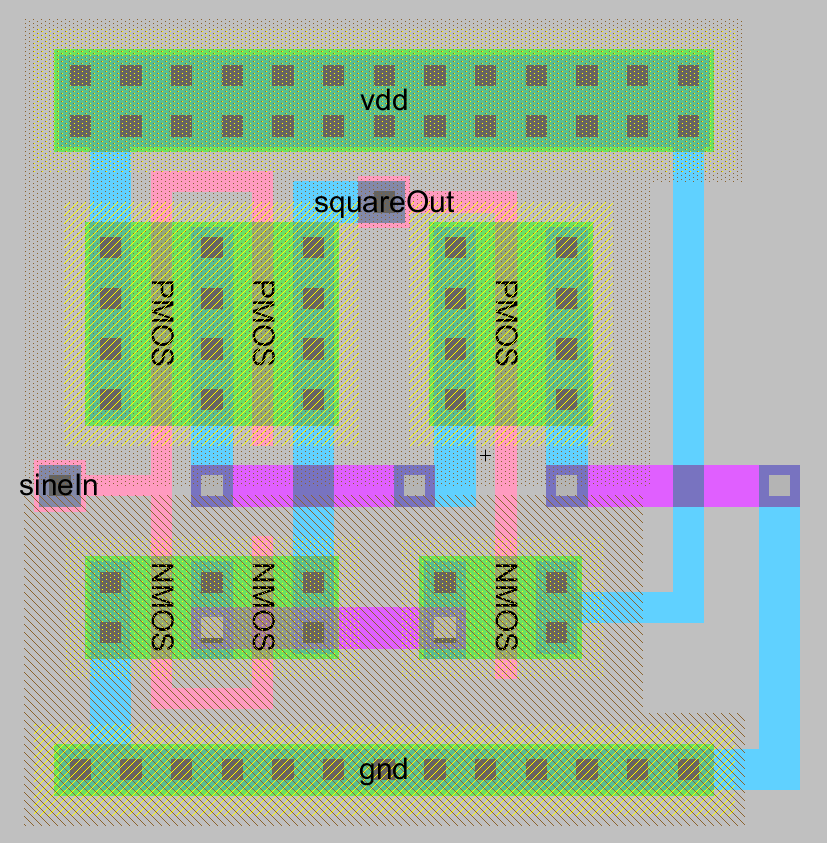 vdd
squareOut
PMOS
PMOS
PMOS
sineIn
NMOS
NMOS
NMOS
gnd